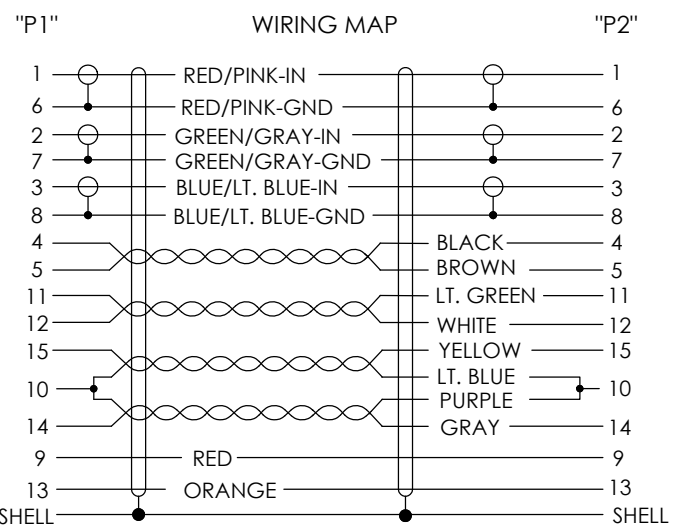 "P1" WIRING MAP "P2"
1 RED/PINK-IN 1
6 RED/PINK-GND 6
2 GREEN/GRAY-IN 2
7 GREEN/GRAY-GND 7
3 BLUE/LT. BLUE-IN 3
8 BLUE/LT. BLUE-GND 8
4 BLACK 4
5 BROWN 5
11 LT. GREEN 11
12 WHITE 12
15 YELLOW 15
LT. BLUE
10 10
PURPLE
14 GRAY 14
9 RED 9
13 ORANGE 13
SHELL SHELL